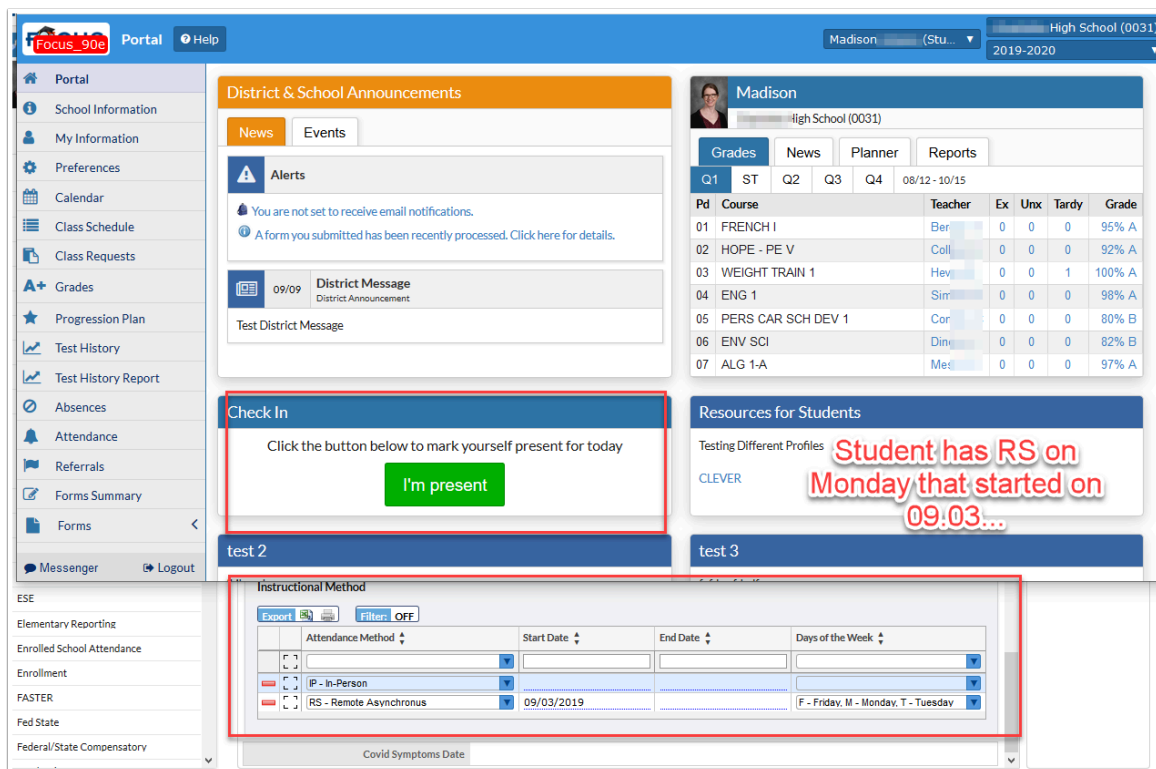 Focus_90e
Portal
Help
Madison (Stu...
High School (0031)
2019-2020
Portal
School Information
My Information
Preferences
Calendar
Class Schedule
Class Requests
A+ Grades
Progression Plan
Test History
Test History Report
Absences
Attendance
Referrals
Forms Summary
Forms
Messenger
Logout
District & School Announcements
News Events
Alerts
You are not set to receive email notifications.
A form you submitted has been recently processed. Click here for details.
09/09
District Message
District Announcement
Test District Message
Madison
High School (0031)
Grades News Planner Reports
Q1 ST Q2 Q3 Q4 08/12 - 10/15
Pd Course Teacher Ex Unx Tardy Grade
01 FRENCH I Ber 0 0 0 95% A
02 HOPE - PE V Coll 0 0 0 92% A
03 WEIGHT TRAIN 1 Hev 0 0 1 100% A
04 ENG 1 Sim 0 0 0 98% A
05 PERS CAR SCH DEV 1 Con 0 0 0 80% B
06 ENV SCI Din 0 0 0 82% B
07 ALG 1-A Mes 0 0 0 97% A
Check In
Click the button below to mark yourself present for today
I'm present
Resources for Students
Testing Different Profiles
CLEVER
Student has RS on
Monday that started on
09.03...
test 2
test 3
ESE
Elementary Reporting
Enrolled School Attendance
Enrollment
FASTER
Fed State
Federal/State Compensatory
Instructional Method
Export Filter: OFF
Attendance Method Start Date End Date Days of the Week
IP - In-Person
RS - Remote Asynchronus 09/03/2019 F - Friday, M - Monday, T - Tuesday
Covid Symptoms Date